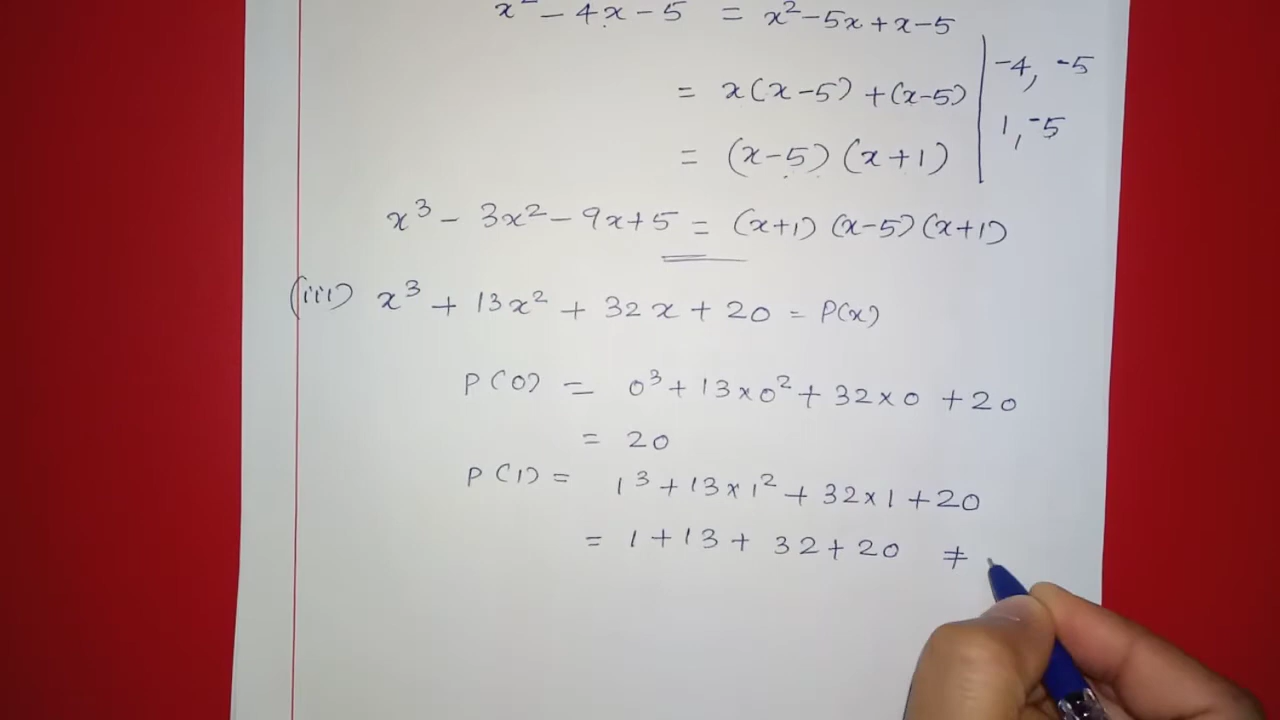 x² - 4x - 5 = x² - 5x + x - 5
= x(x-5) + (x-5)
-4, -5
1, -5
= (x-5) (x+1)
x³ - 3x² - 9x + 5 = (x+1) (x-5) (x+1)
(iii) x³ + 13x² + 32x + 20 = P(x)
P(0) = 0³ + 13×0² + 32×0 + 20
= 20
P(1) = 1³ + 13×1² + 32×1 + 20
= 1 + 13 + 32 + 20 ≠